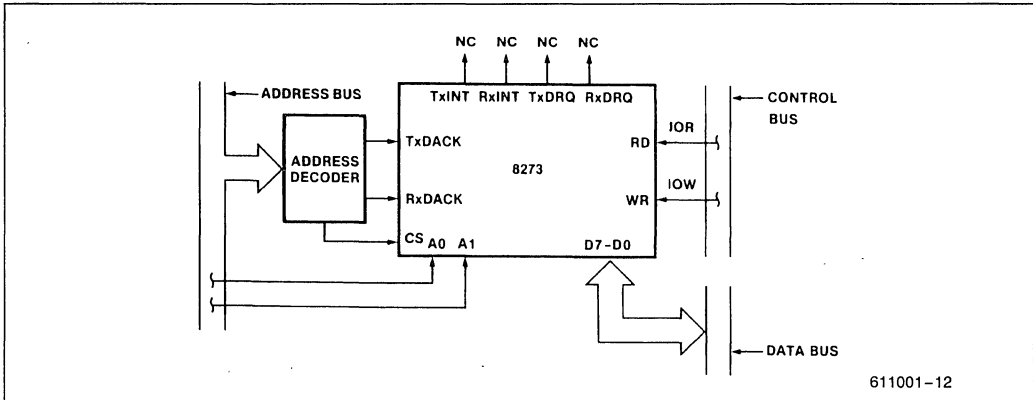 NC NC NC NC
TxINT RxINT TxDRQ RxDRQ
ADDRESS BUS
CONTROL
BUS
ADDRESS
DECODER
TxDACK
RxDACK
CS A0 A1
8273
RD
WR
IOR
IOW
D7-D0
DATA BUS
611001-12